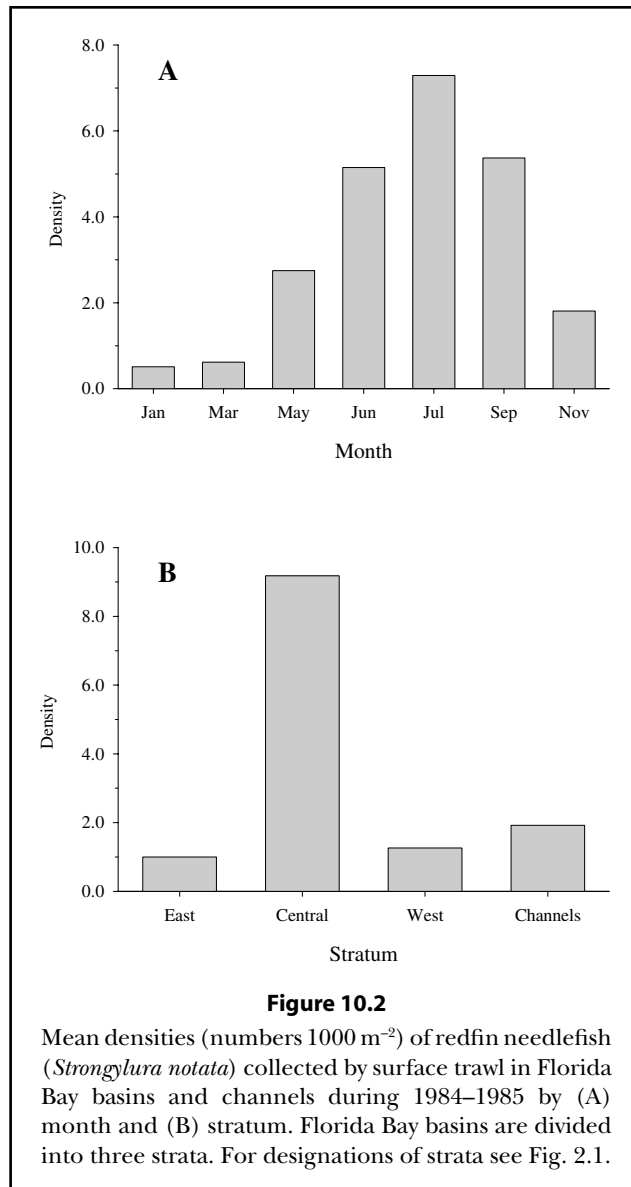 8.0
A
6.0
Density
4.0
2.0
0.0
Jan Mar May Jun Jul Sep Nov
Month
10.0
B
8.0
6.0
Density
4.0
2.0
0.0
East Central West Channels
Stratum
Figure 10.2
Mean densities (numbers 1000 m⁻²) of redfin needlefish
(Strongylura notata) collected by surface trawl in Florida
Bay basins and channels during 1984–1985 by (A)
month and (B) stratum. Florida Bay basins are divided
into three strata. For designations of strata see Fig. 2.1.